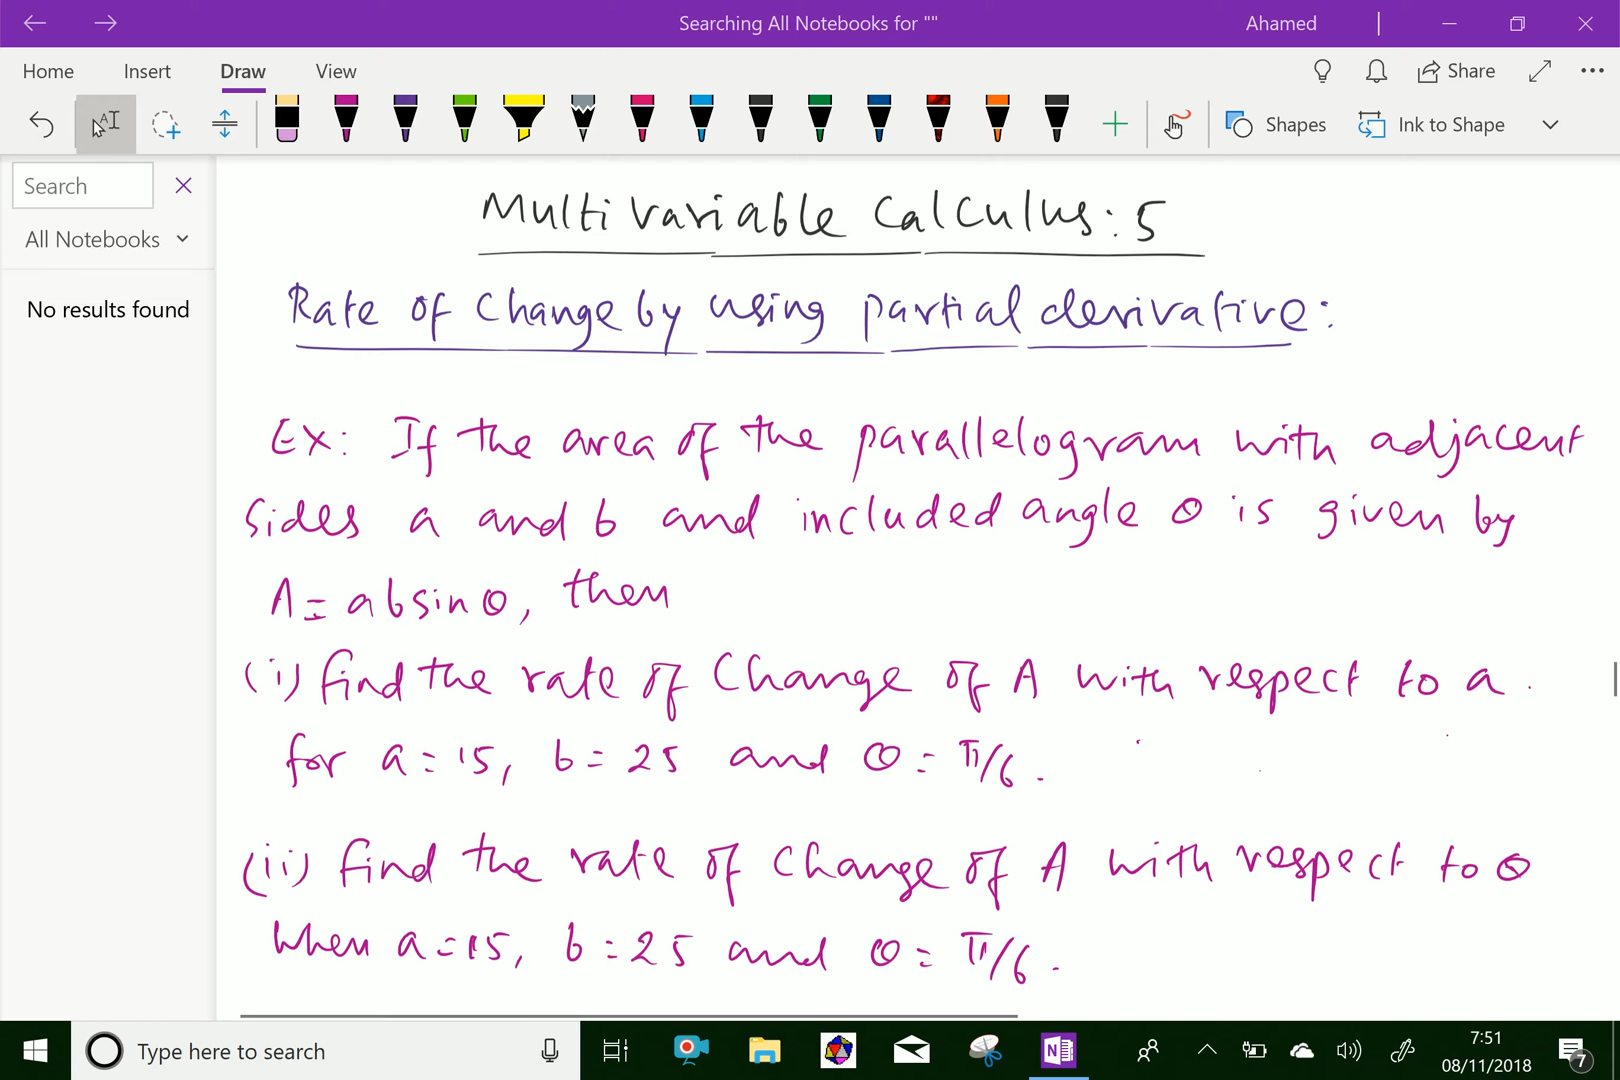 Searching All Notebooks for ""
Ahamed
Home Insert Draw View
Share
Shapes Ink to Shape
Search
All Notebooks
No results found
Multivariable Calculus: 5
Rate of Change by using partial derivative:
Ex: If the area of the parallelogram with adjacent
sides a and b and included angle θ is given by
A = ab sin θ, then
(i) find the rate of change of A with respect to a.
for a = 15, b = 25 and θ = π/6.
(ii) find the rate of change of A with respect to θ
when a = 15, b = 25 and θ = π/6.
Type here to search
7:51
08/11/2018
7